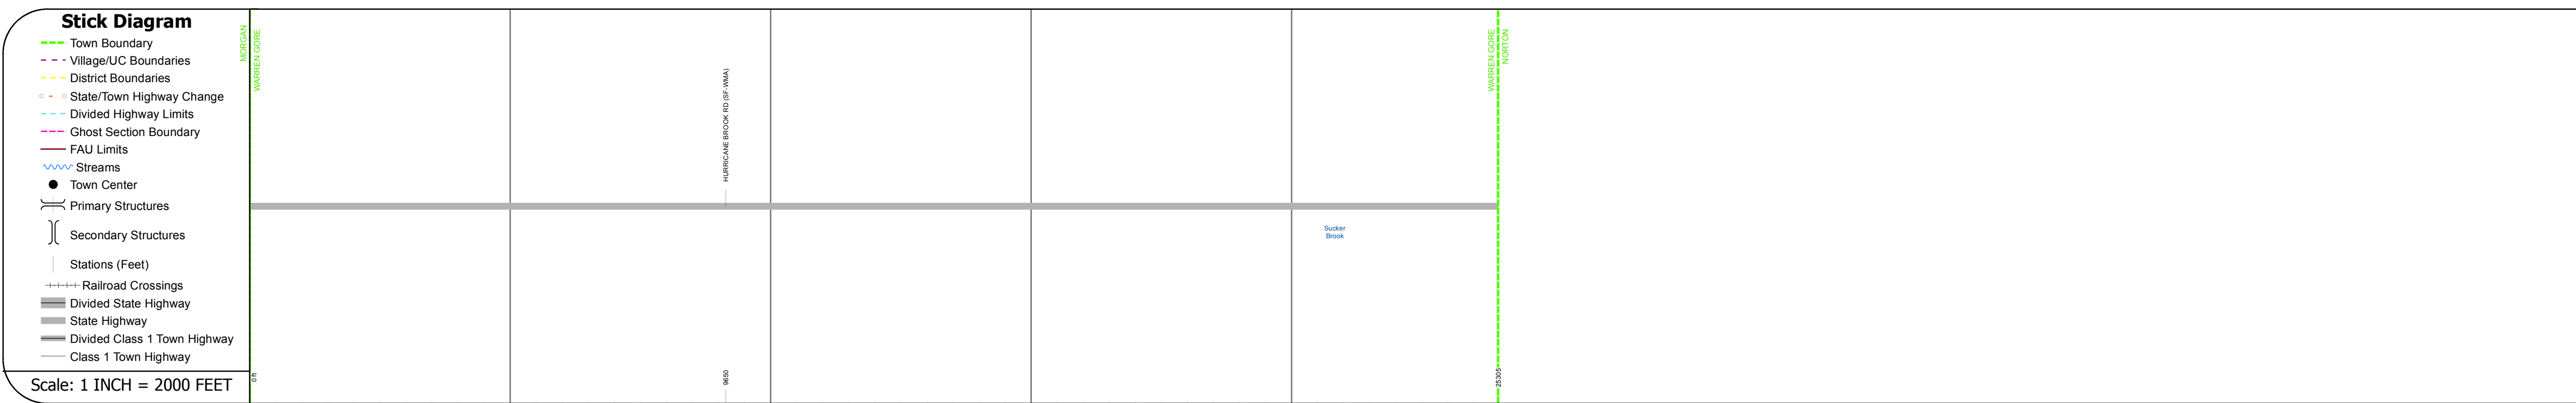 Stick Diagram
Town Boundary
Village/UC Boundaries
District Boundaries
State/Town Highway Change
Divided Highway Limits
Ghost Section Boundary
FAU Limits
Streams
Town Center
Primary Structures
Secondary Structures
Stations (Feet)
Railroad Crossings
Divided State Highway
State Highway
Divided Class 1 Town Highway
Class 1 Town Highway
Scale: 1 INCH = 2000 FEET
MORGAN
WARREN GORE
0 ft
HURRICANE BROOK RD (SF-WMA)
9650
Sucker
Brook
WARREN GORE
NORTON
25305